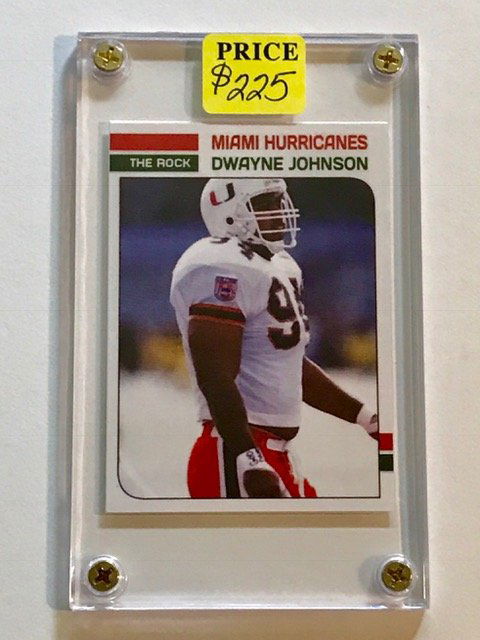 PRICE
$225
MIAMI HURRICANES
THE ROCK DWAYNE JOHNSON